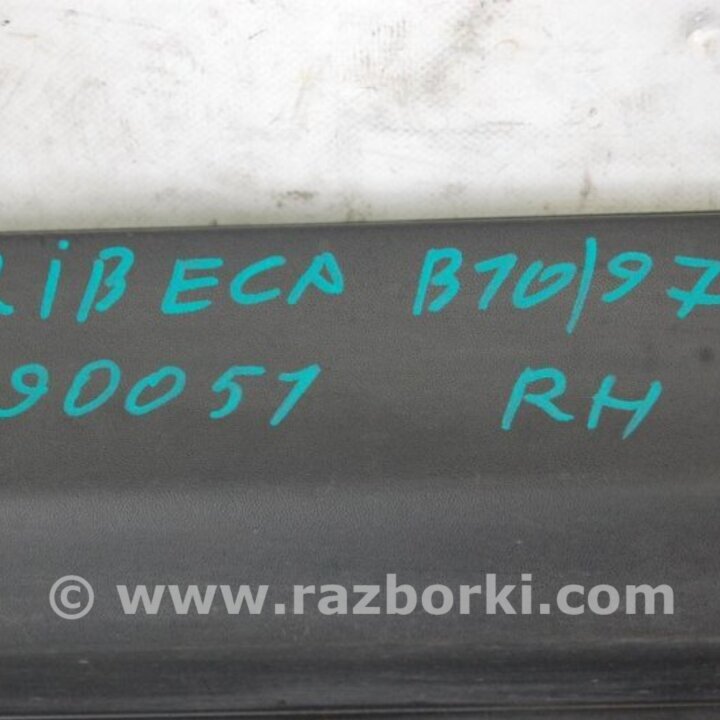 RIBECA B10/97
90051 RH
© www.razborki.com